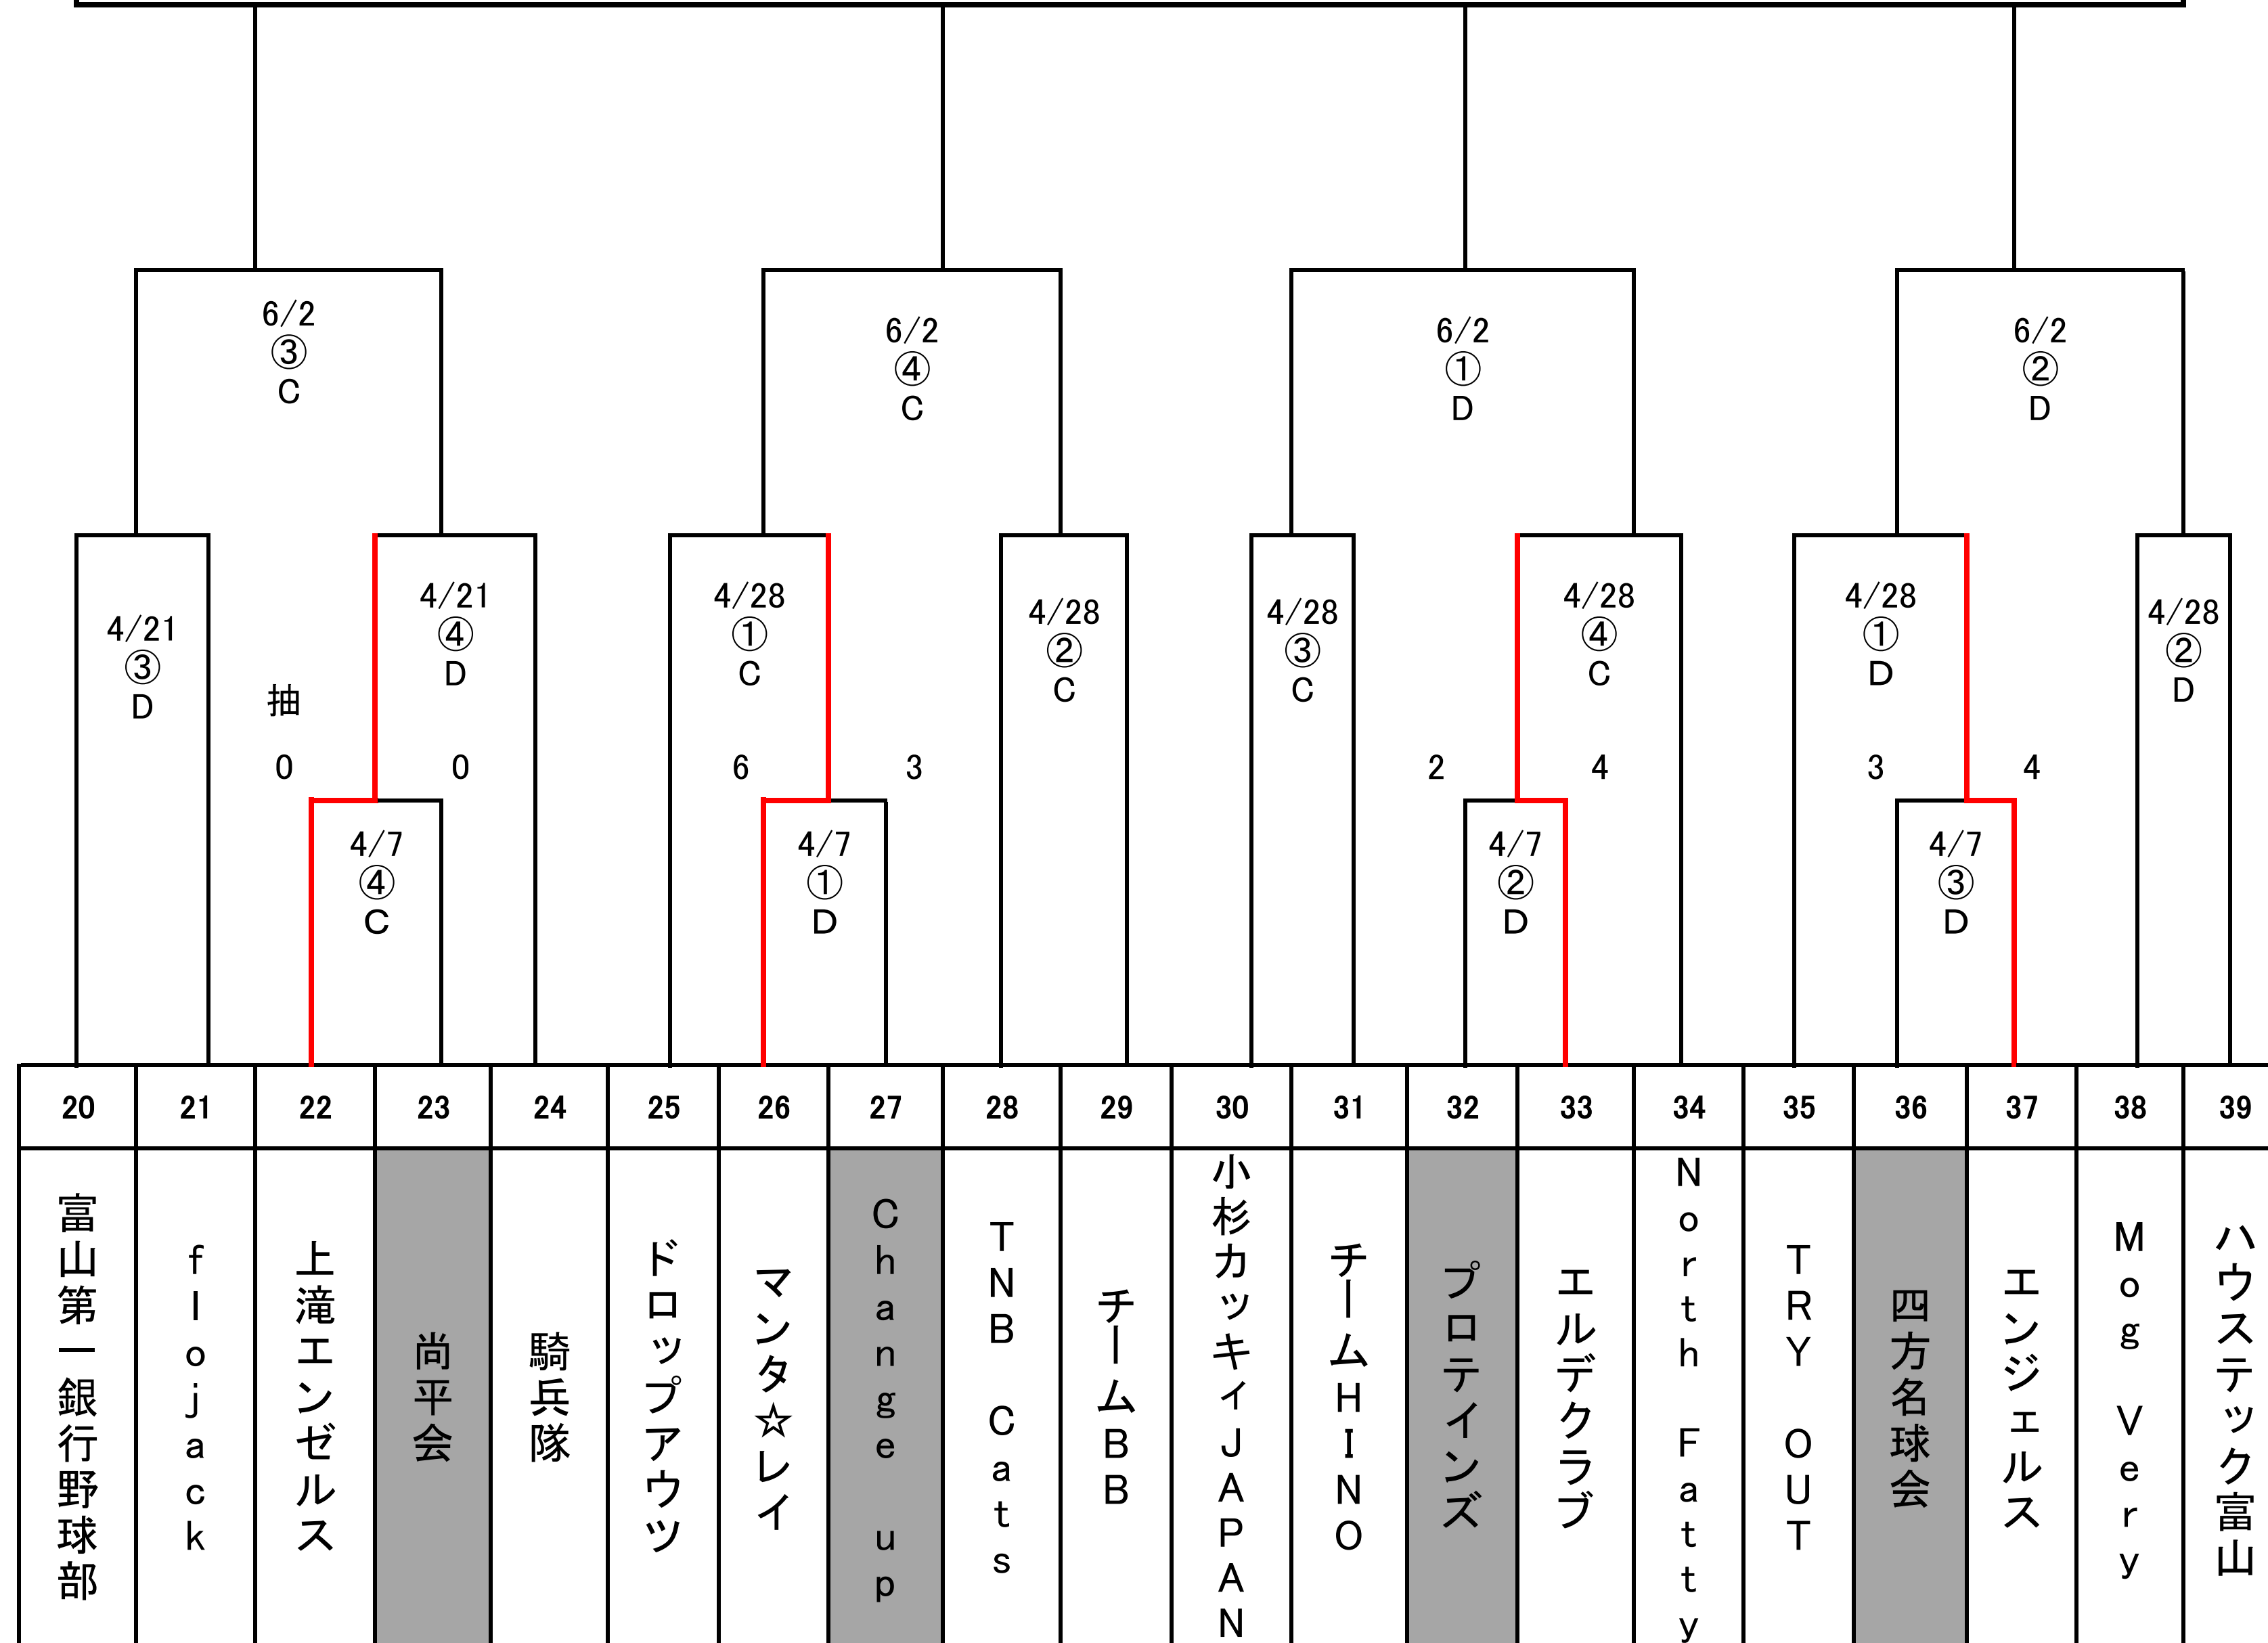 6/2
③
C
6/2
④
C
6/2
①
D
6/2
②
D
4/21
③
D
4/21
④
D
4/28
①
C
4/28
②
C
4/28
③
C
4/28
④
C
4/28
①
D
4/28
②
D
抽
0
0
6
3
2
4
3
4
4/7
④
C
4/7
①
D
4/7
②
D
4/7
③
D
20
21
22
23
24
25
26
27
28
29
30
31
32
33
34
35
36
37
38
39
富山第一銀行野球部
flojack
上滝エンゼルス
尚平会
騎兵隊
ドロップアウツ
マンタ☆レイ
Change up
TNB Cats
チームBB
小杉カッキィJAPAN
チームHINO
プロテインズ
エルデクラブ
North Fatty
TRY OUT
四方名球会
エンジェルス
Mog Very
ハウステック富山